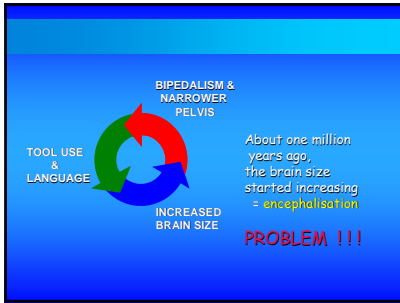 BIPEDALISM &
NARROWER
PELVIS
TOOL USE
&
LANGUAGE
INCREASED
BRAIN SIZE
About one million
years ago,
the brain size
started increasing
= encephalisation
PROBLEM !!!